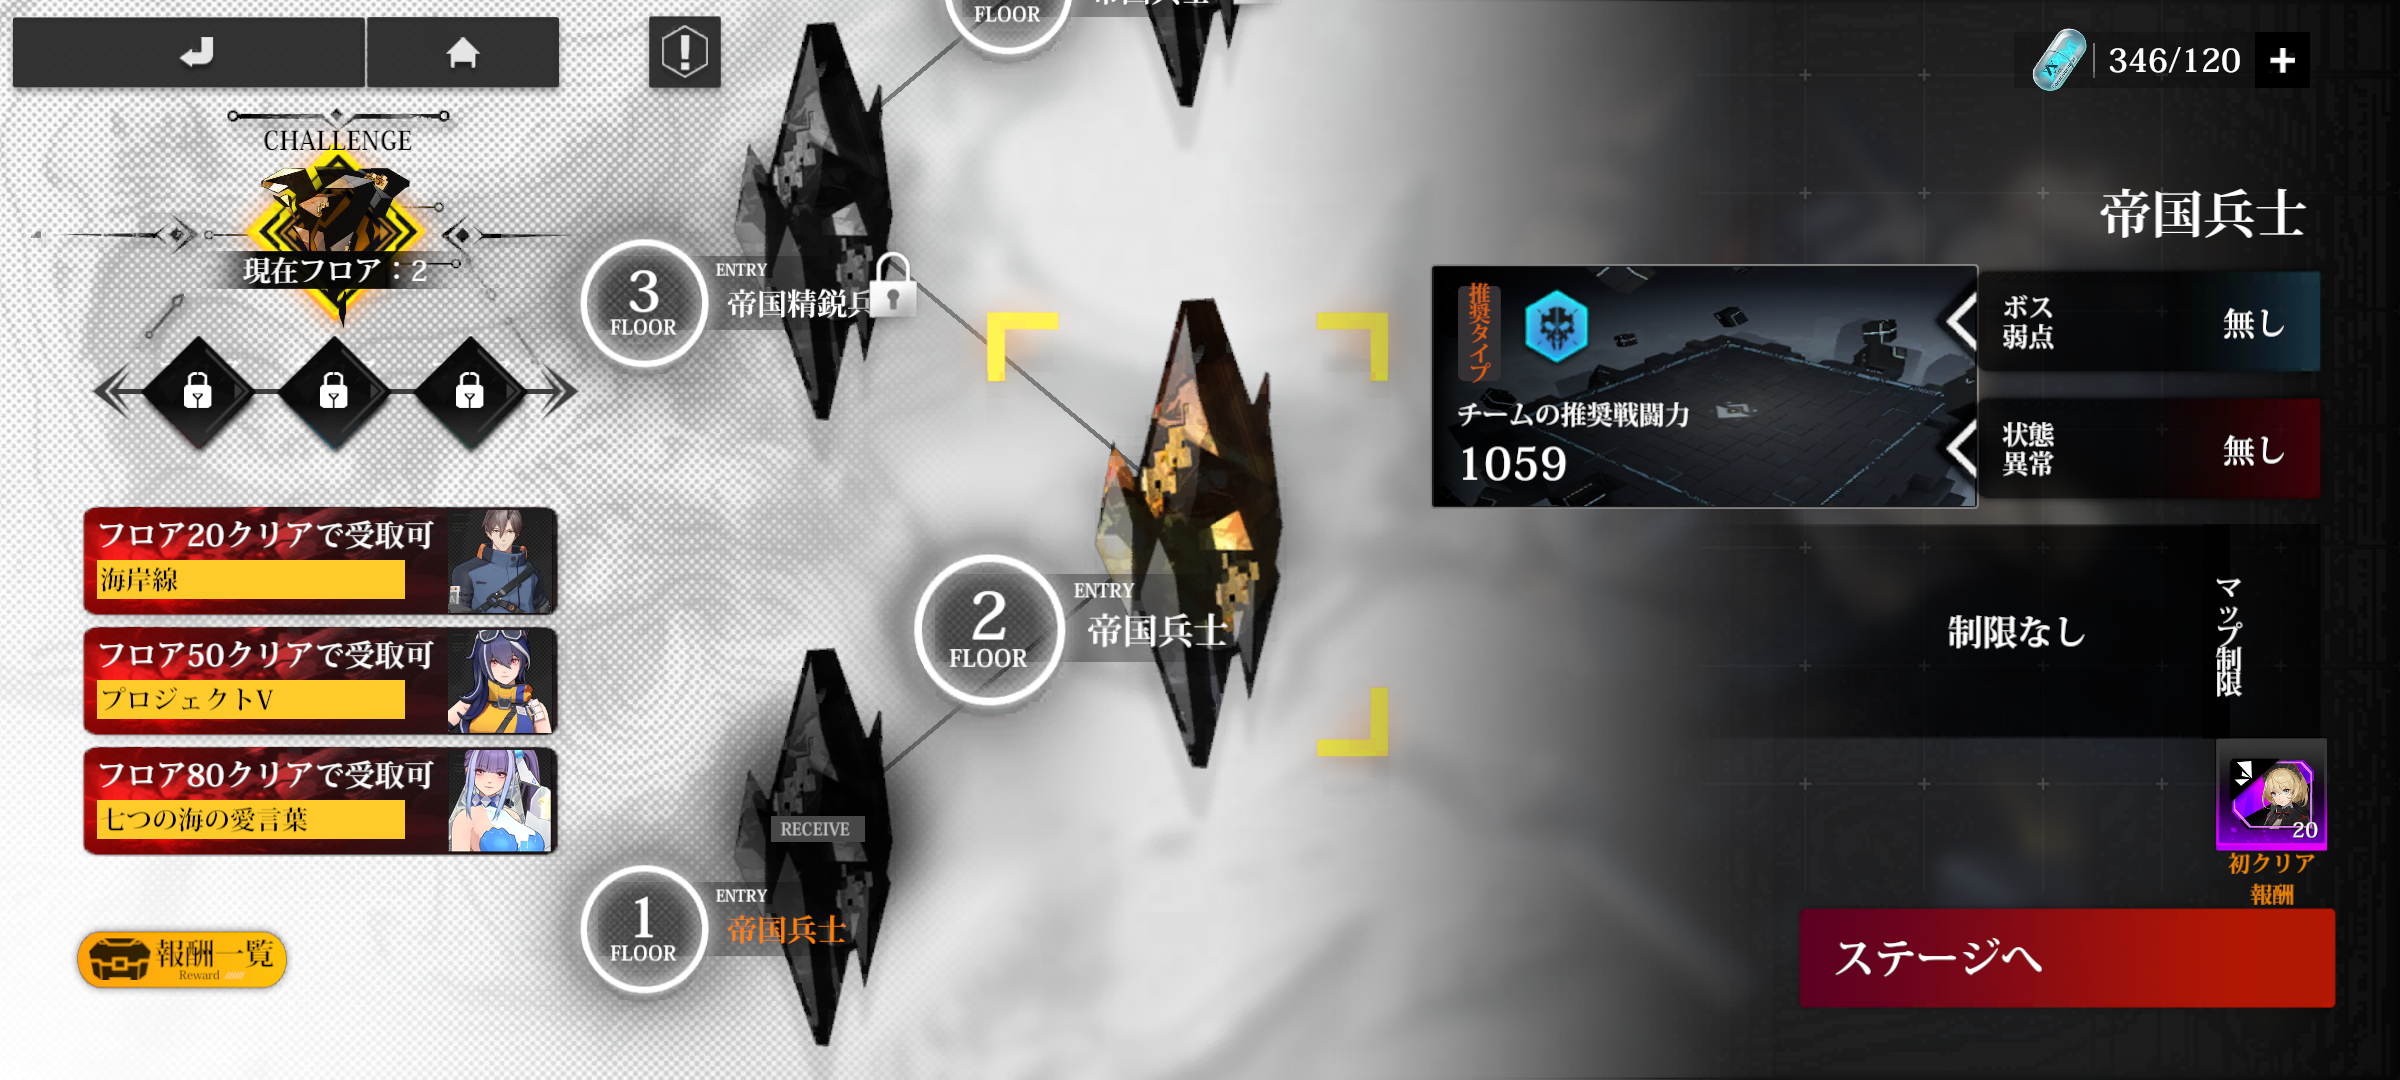 CHALLENGE
現在フロア：2
フロア20クリアで受取可
海岸線
フロア50クリアで受取可
プロジェクトV
フロア80クリアで受取可
七つの海の愛言葉
報酬一覧
Reward
FLOOR
3
FLOOR
ENTRY
帝国精鋭兵
2
FLOOR
ENTRY
帝国兵士
RECEIVE
1
FLOOR
ENTRY
帝国兵士
346/120
帝国兵士
推奨タイプ
チームの推奨戦闘力
1059
ボス
弱点
無し
状態
異常
無し
制限なし
マップ制限
20
初クリア
報酬
ステージへ